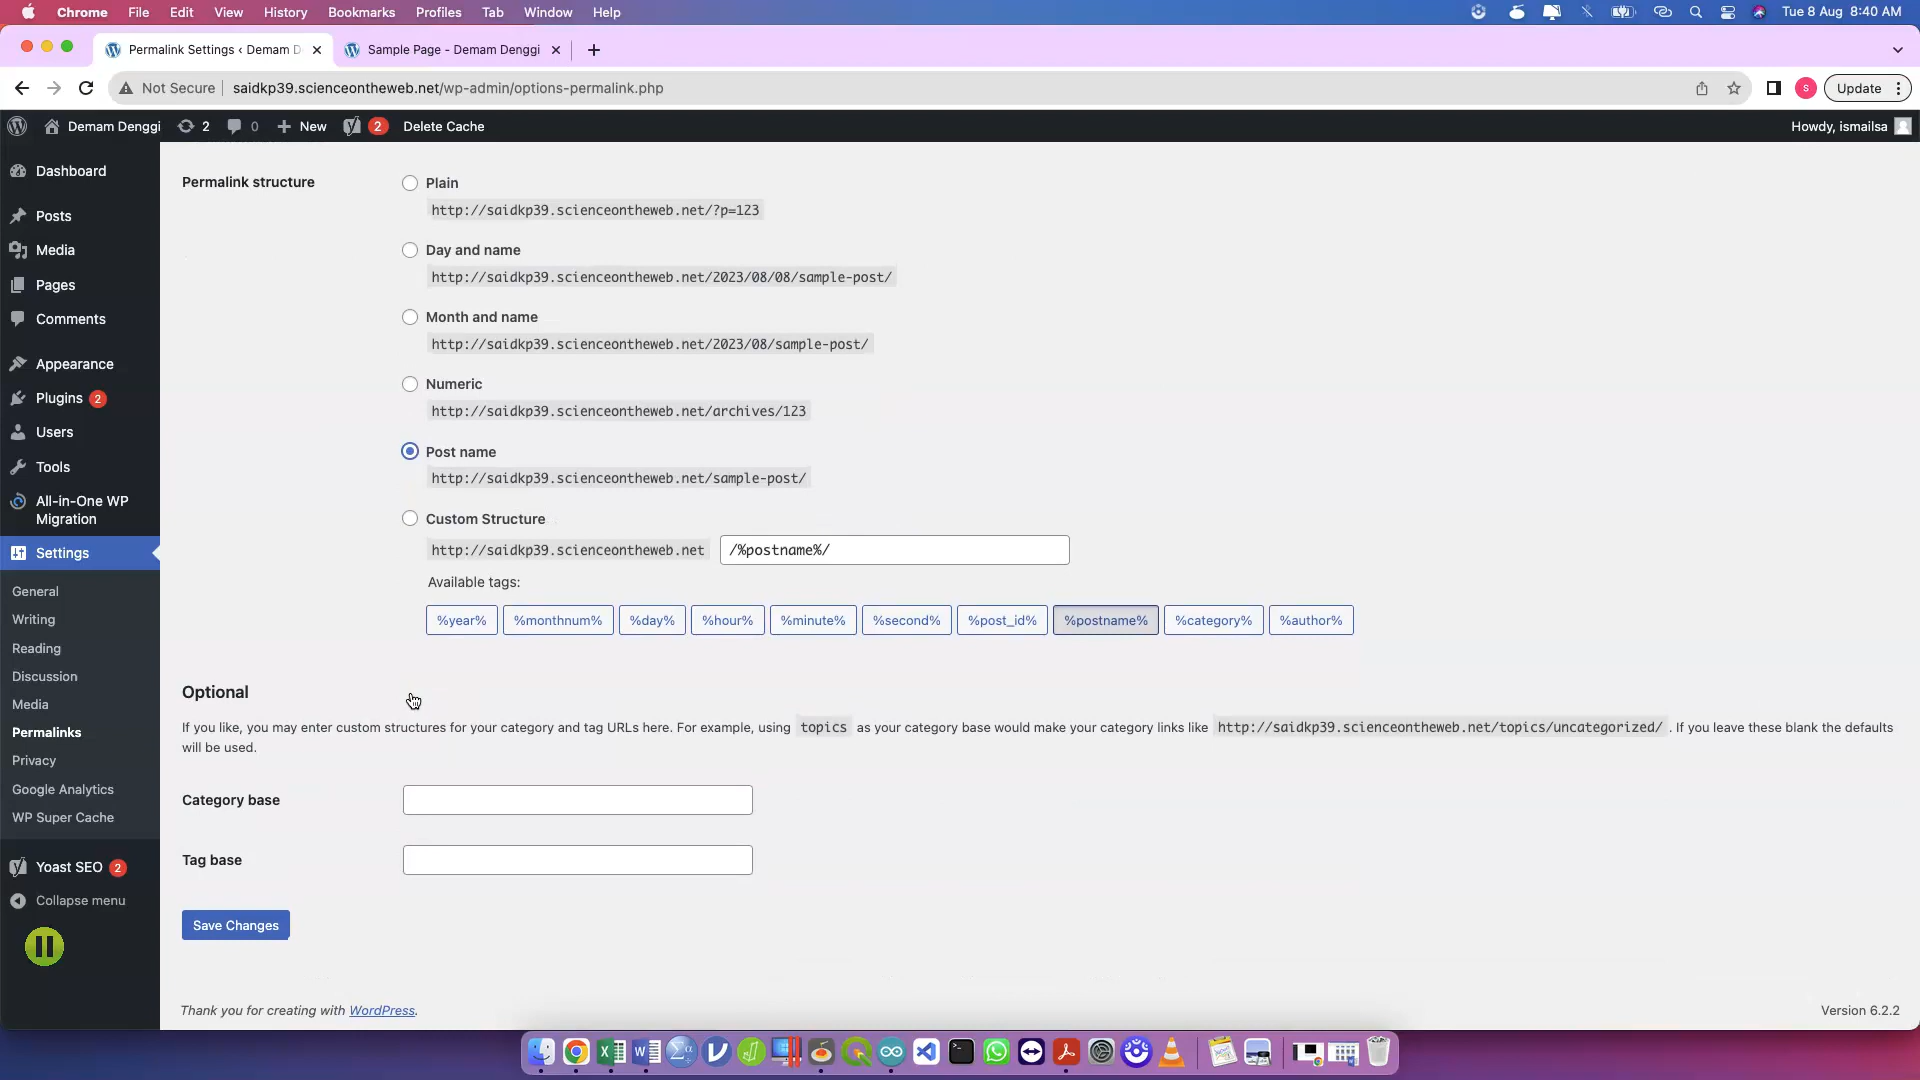 Chrome File Edit View History Bookmarks Profiles Tab Window Help Tue 8 Aug 8:40 AM
Permalink Settings ‹ Demam D Sample Page - Demam Denggi
Not Secure saidkp39.scienceontheweb.net/wp-admin/options-permalink.php S Update
Demam Denggi 2 0 New 2 Delete Cache Howdy, ismailsa
Dashboard
Posts
Media
Pages
Comments
Appearance
Plugins 2
Users
Tools
All-in-One WP
Migration
Settings
General
Writing
Reading
Discussion
Media
Permalinks
Privacy
Google Analytics
WP Super Cache
Yoast SEO 2
Collapse menu
Permalink structure
Plain
http://saidkp39.scienceontheweb.net/?p=123
Day and name
http://saidkp39.scienceontheweb.net/2023/08/08/sample-post/
Month and name
http://saidkp39.scienceontheweb.net/2023/08/sample-post/
Numeric
http://saidkp39.scienceontheweb.net/archives/123
Post name
http://saidkp39.scienceontheweb.net/sample-post/
Custom Structure
http://saidkp39.scienceontheweb.net /%postname%/
Available tags:
%year% %monthnum% %day% %hour% %minute% %second% %post_id% %postname% %category% %author%
Optional
If you like, you may enter custom structures for your category and tag URLs here. For example, using topics as your category base would make your category links like http://saidkp39.scienceontheweb.net/topics/uncategorized/ . If you leave these blank the defaults
will be used.
Category base
Tag base
Save Changes
Thank you for creating with WordPress.
Version 6.2.2